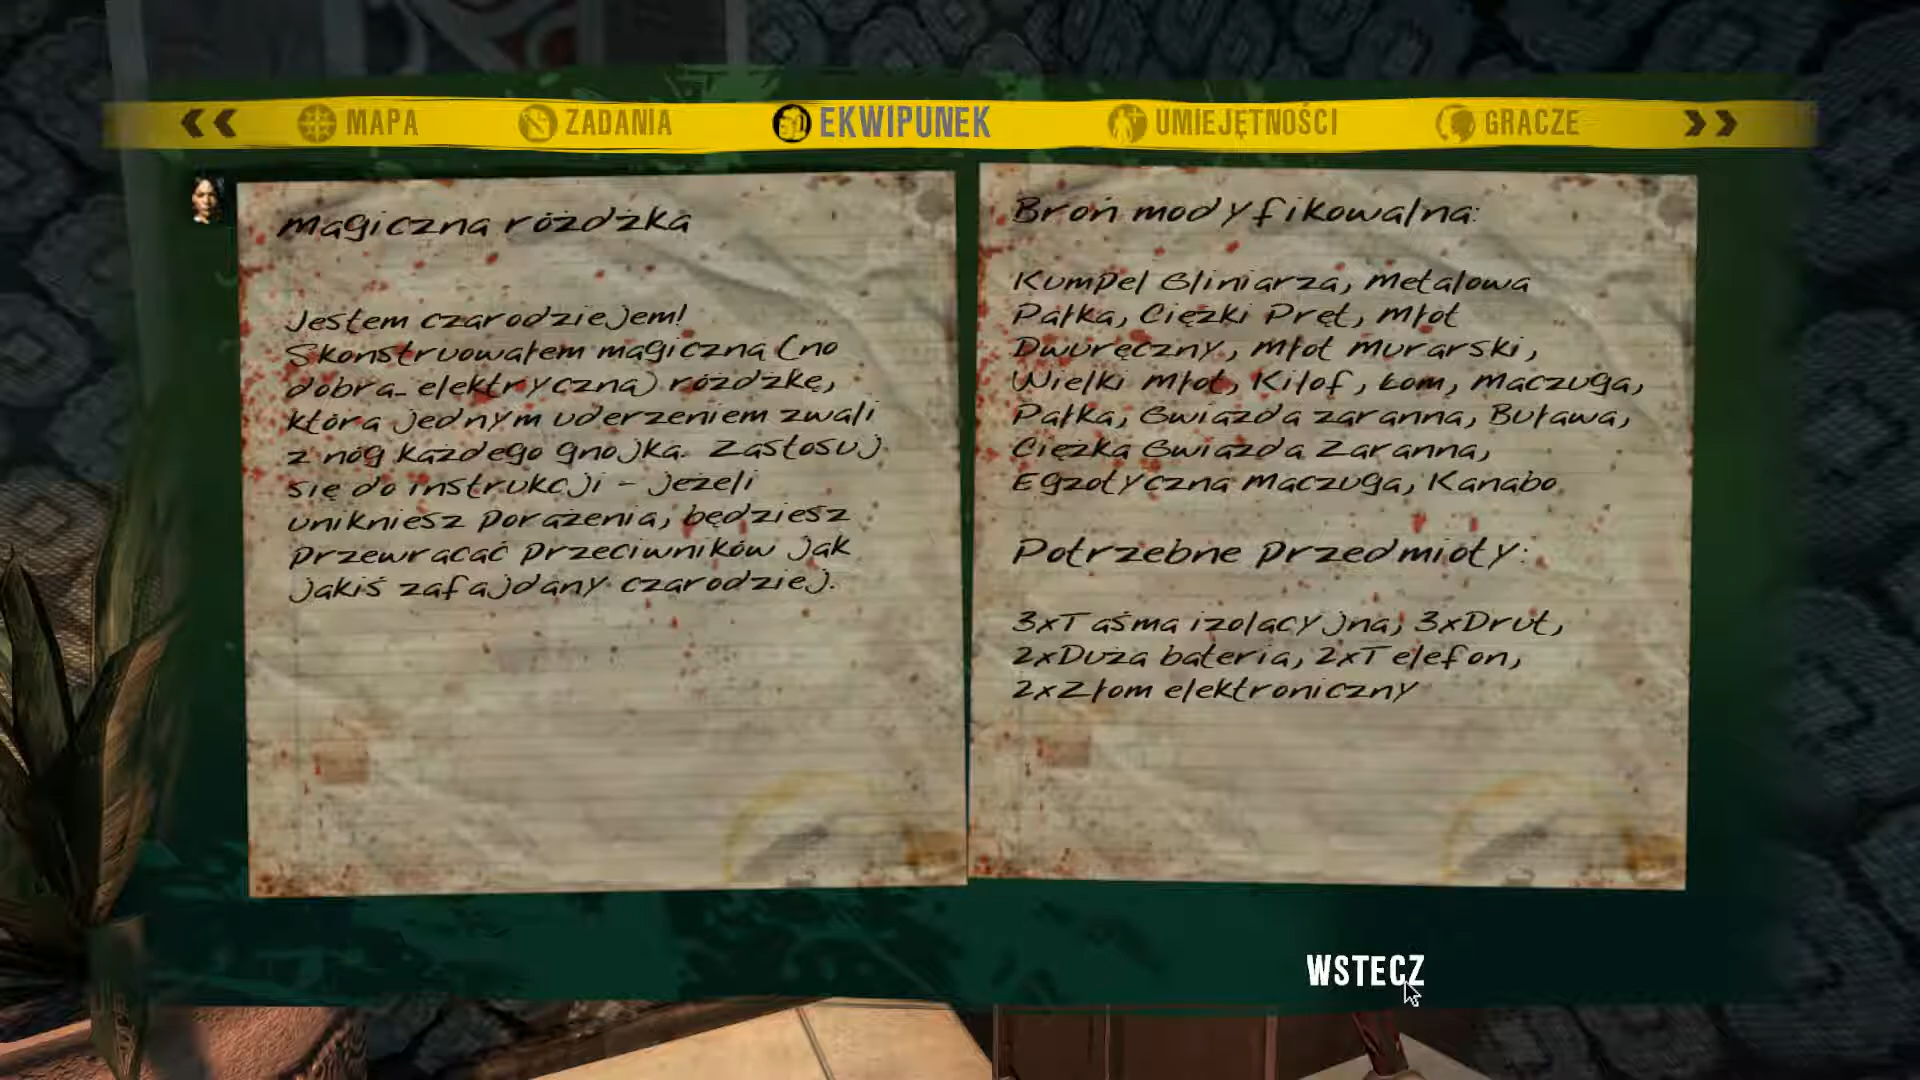 MAPA ZADANIA EKWIPUNEK UMIEJĘTNOŚCI GRACZE
Magiczna różdżka
Jestem czarodziejem!
Skonstruowałem magiczną (no
dobra_ elektryczną) różdżkę,
która jednym uderzeniem zwali
z nóg każdego gnojka. Zastosuj
się do instrukcji - jeżeli
unikniesz porażenia, będziesz
przewracać przeciwników jak
jakiś zafajdany czarodziej.
Broń modyfikowalna:
Kumpel Gliniarza, Metalowa
Pałka, Ciężki Pręt, Młot
Dwuręczny, Młot Murarski,
Wielki Młot, Kilof, Łom, Maczuga,
Pałka, Gwiazda zaranna, Buława,
Ciężka Gwiazda Zaranna,
Egzotyczna Maczuga, Kanabo
Potrzebne przedmioty:
3xTaśma izolacyjna, 3xDrut,
2xDuża bateria, 2xTelefon,
2xZłom elektroniczny
WSTECZ